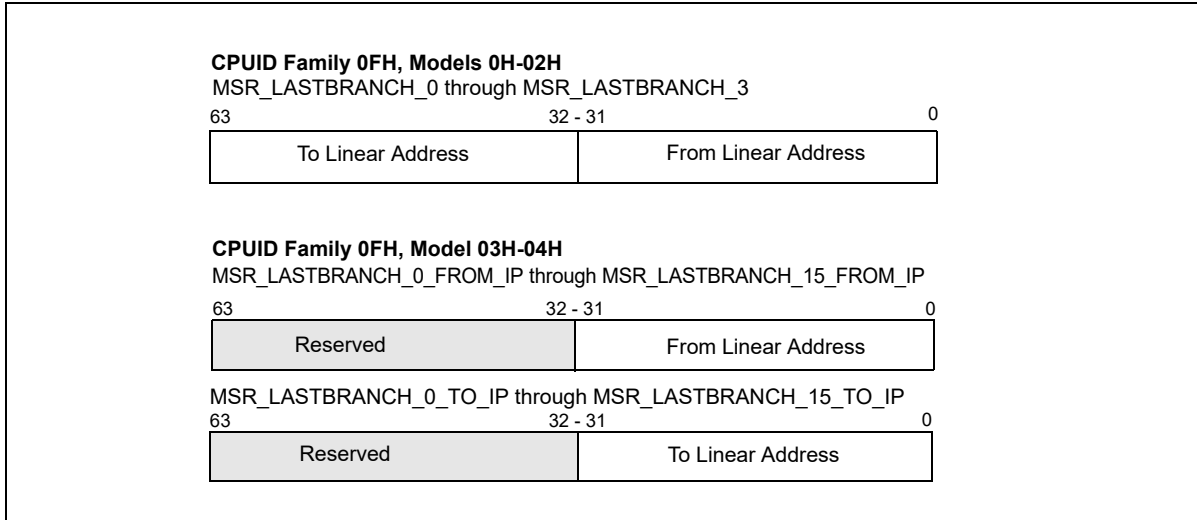 CPUID Family 0FH, Models 0H-02H
MSR_LASTBRANCH_0 through MSR_LASTBRANCH_3
63 32 - 31 0
To Linear Address From Linear Address
CPUID Family 0FH, Model 03H-04H
MSR_LASTBRANCH_0_FROM_IP through MSR_LASTBRANCH_15_FROM_IP
63 32 - 31 0
Reserved From Linear Address
MSR_LASTBRANCH_0_TO_IP through MSR_LASTBRANCH_15_TO_IP
63 32 - 31 0
Reserved To Linear Address